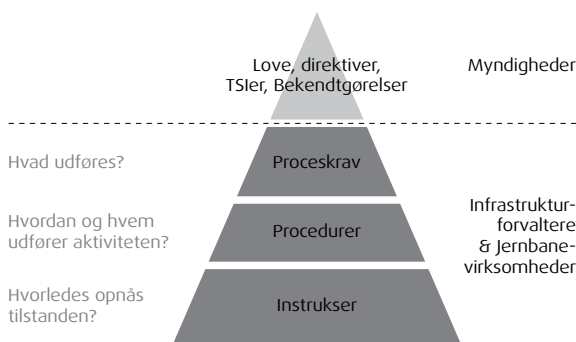 Love, direktiver,
TSIer, Bekendtgørelser
Myndigheder
Hvad udføres?
Proceskrav
Hvordan og hvem
udfører aktiviteten?
Procedurer
Infrastruktur-
forvaltere
& Jernbane-
virksomheder
Hvorledes opnås
tilstanden?
Instrukser